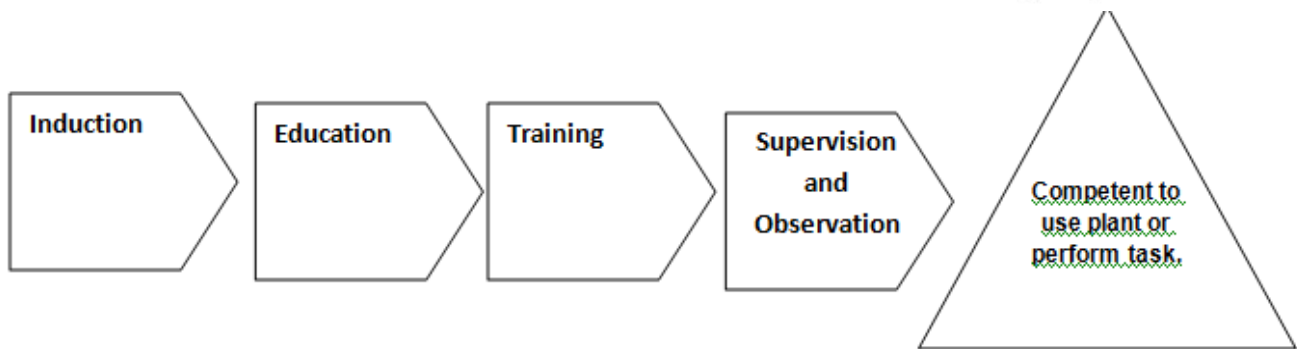 Induction
Education
Training
Supervision
and
Observation
Competent to
use plant or
perform task.